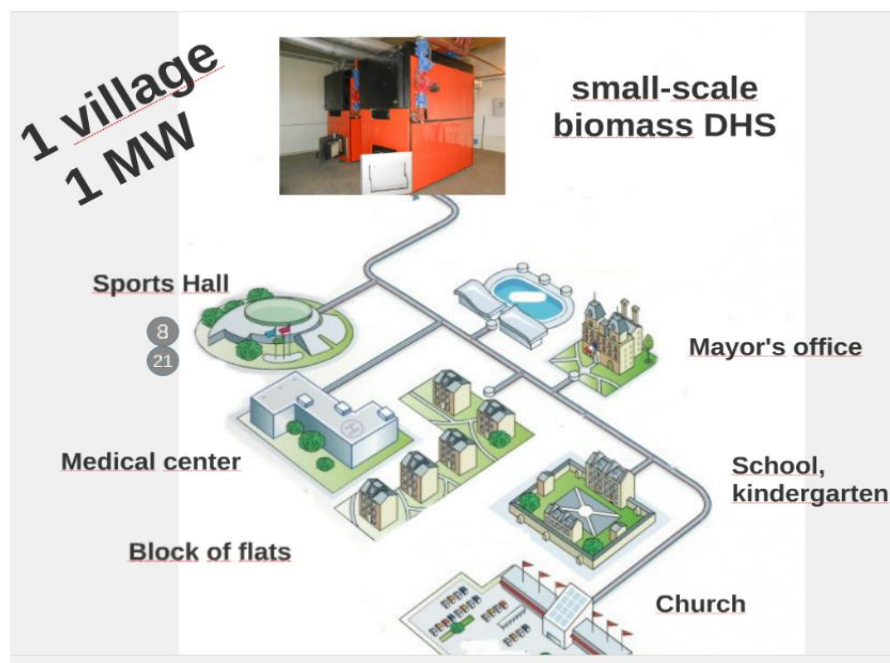 1 village
1 MW
small-scale
biomass DHS
Sports Hall
8
21
Mayor's office
Medical center
School,
kindergarten
Block of flats
Church
H